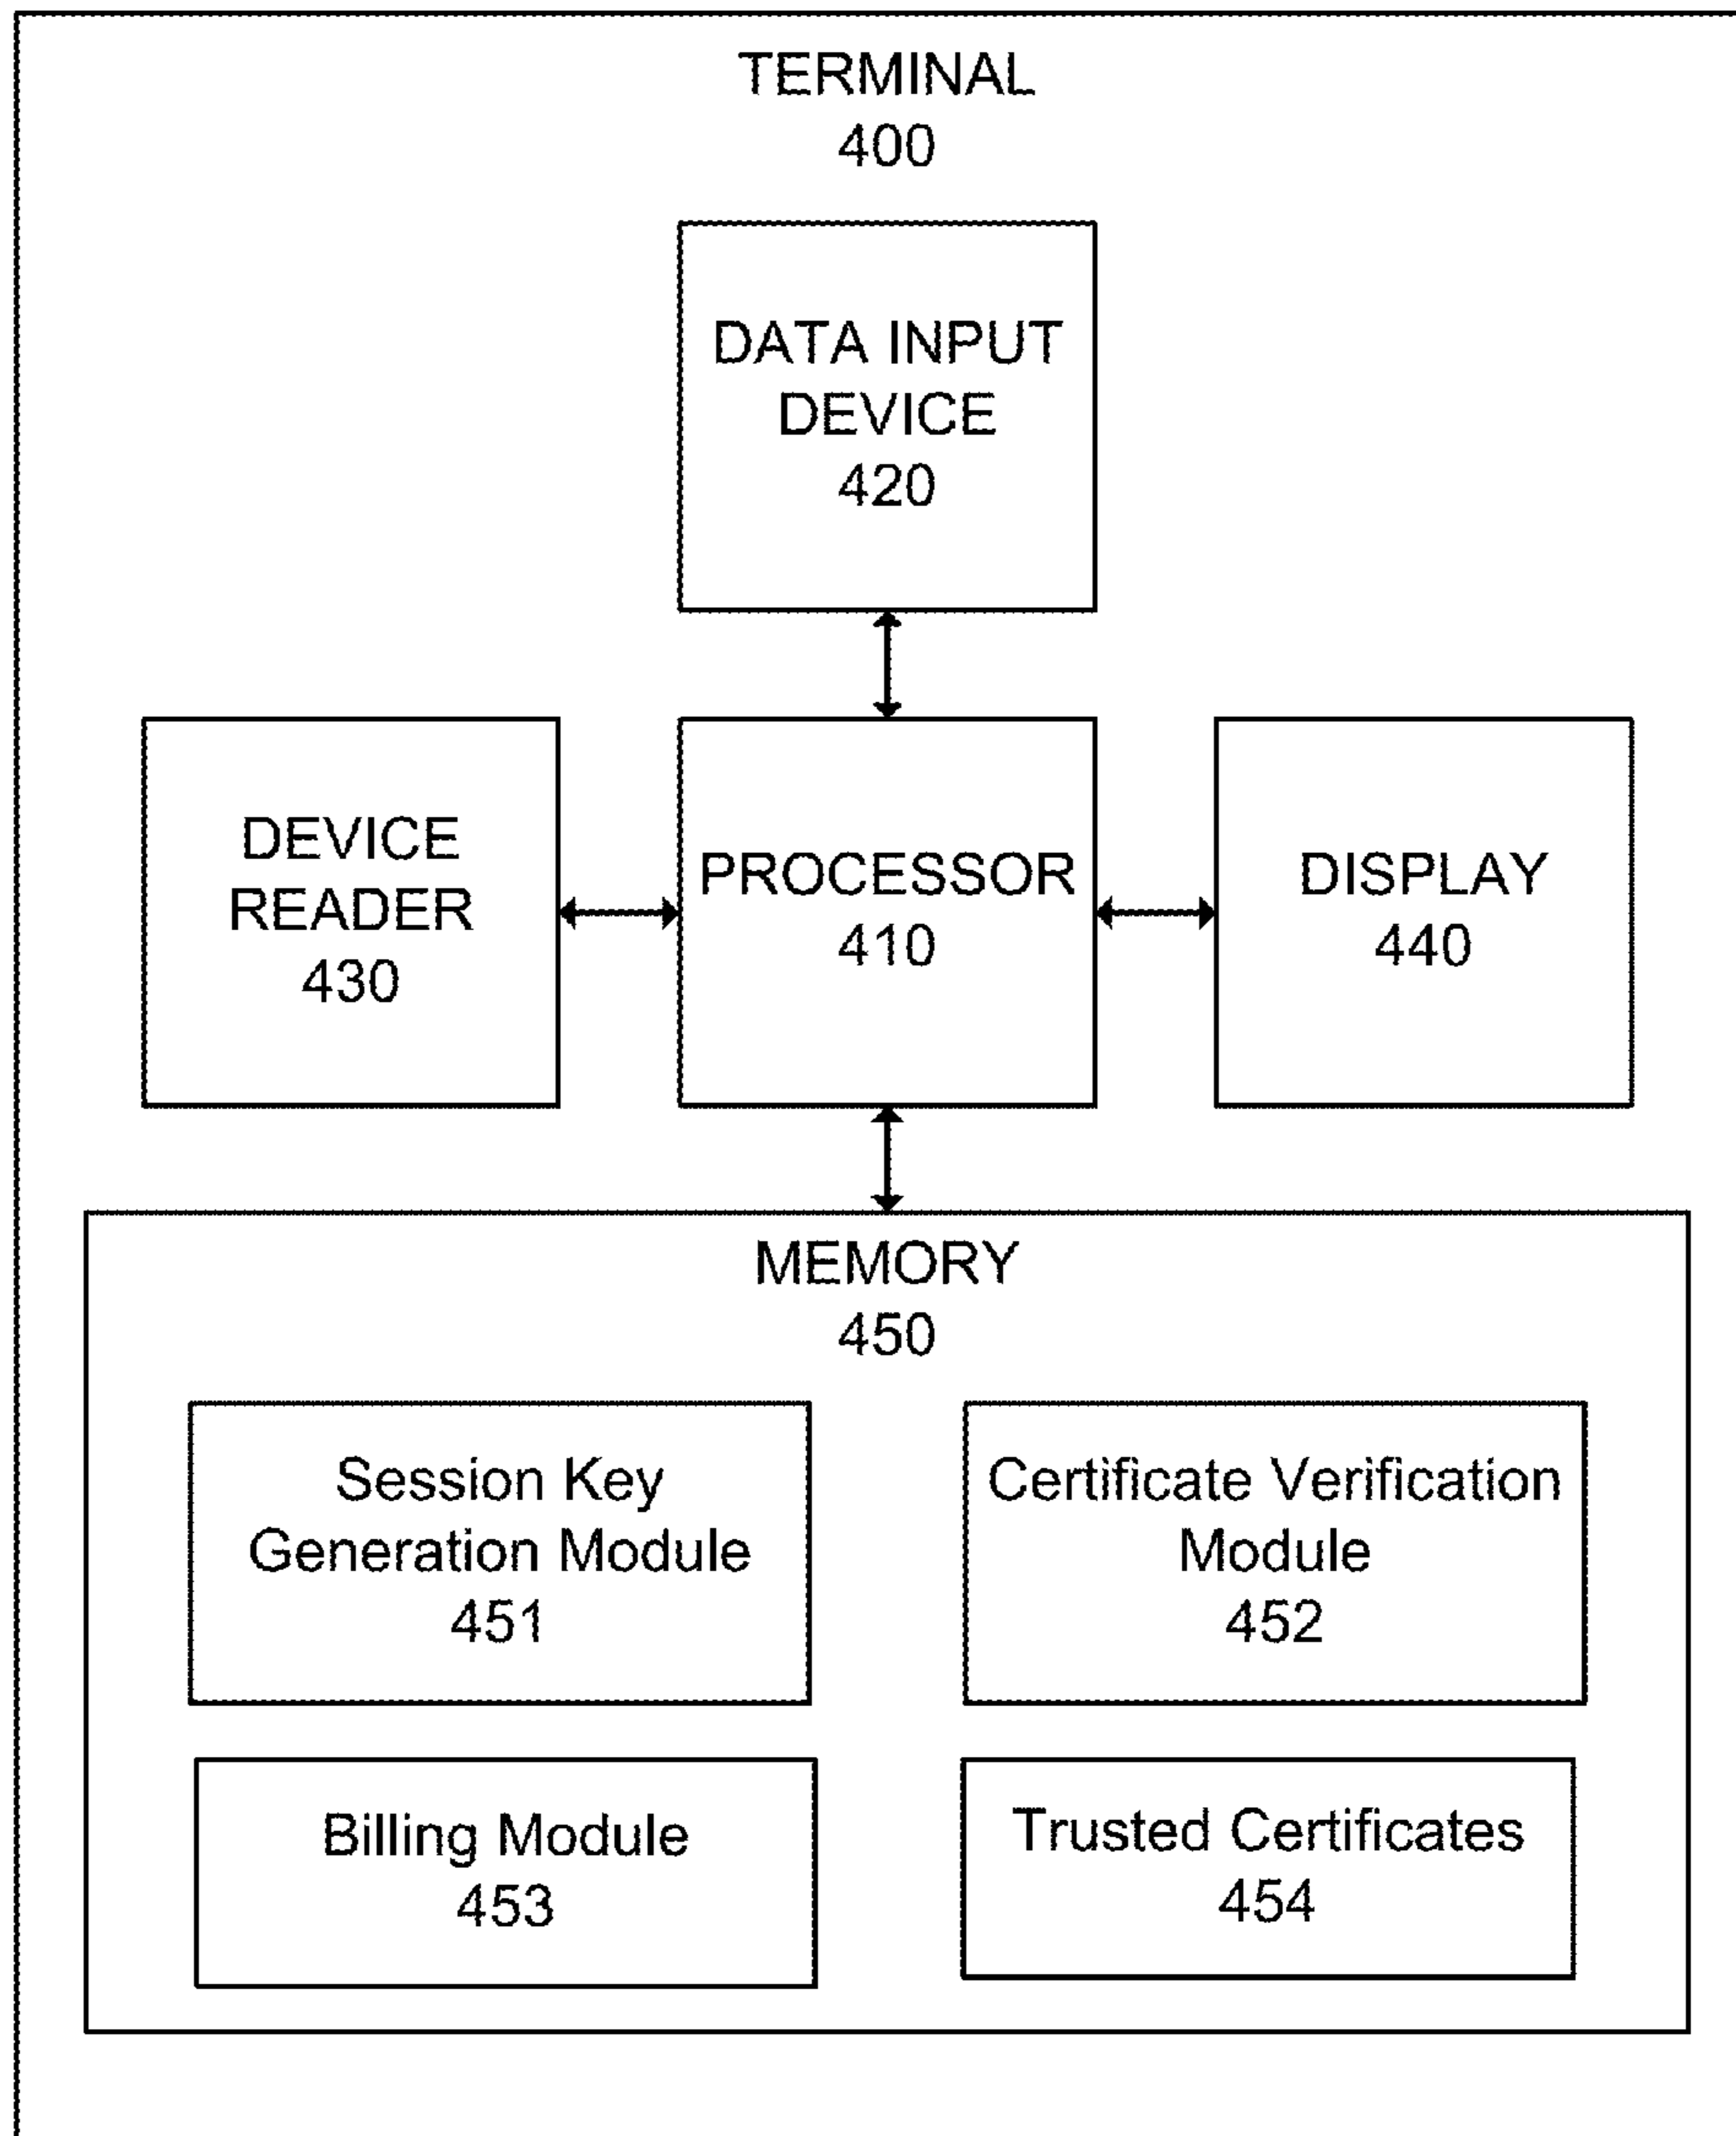 TERMINAL
400
DATA INPUT
DEVICE
420
DEVICE
READER
430
PROCESSOR
410
DISPLAY
440
MEMORY
450
Session Key
Generation Module
451
Certificate Verification
Module
452
Billing Module
453
Trusted Certificates
454